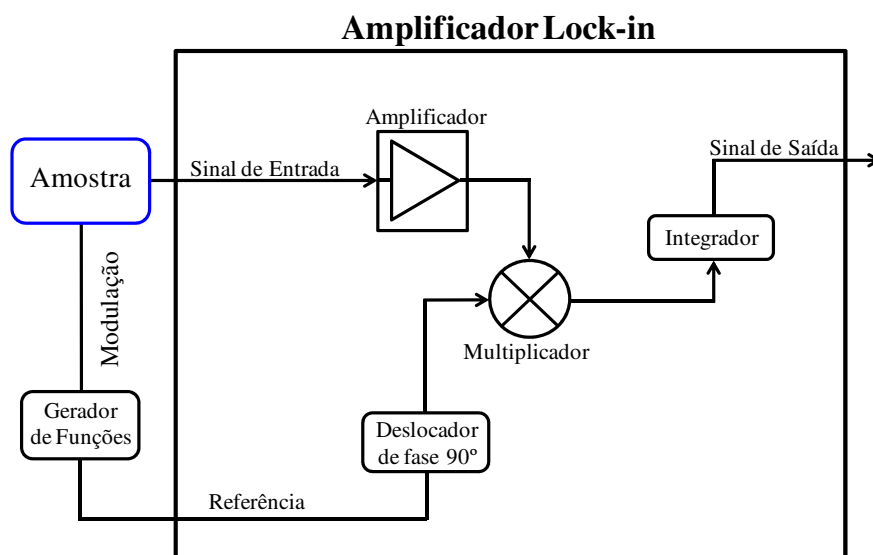 Amplificador Lock-in
Amplificador
Sinal de Saída
Amostra
Sinal de Entrada
Integrador
Modulação
Multiplicador
Gerador
de Funções
Deslocador
de fase 90º
Referência